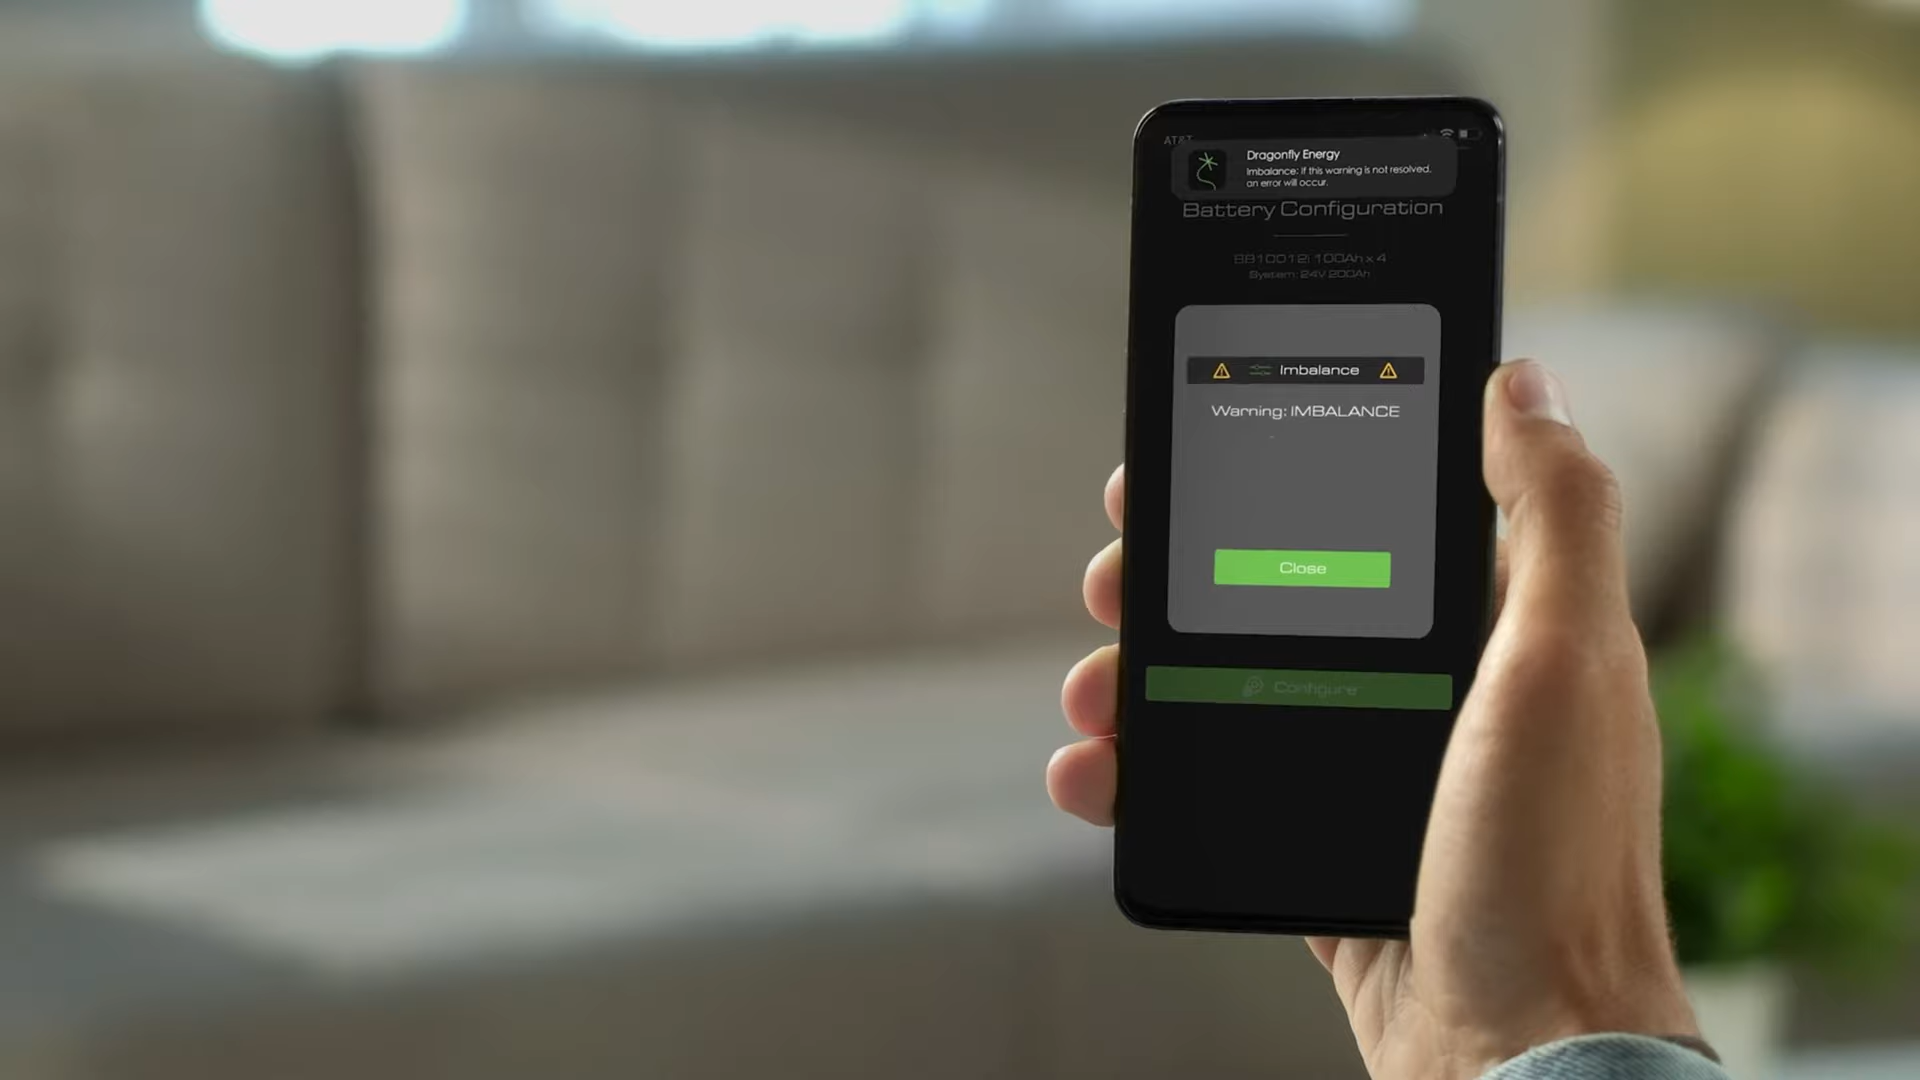 AT&T
Dragonfly Energy
Imbalance: If this warning is not resolved,
an error will occur.
Battery Configuration
BB10012i 100Ah x 4
System: 24V 200Ah
Imbalance
Warning: IMBALANCE
Close
Configure